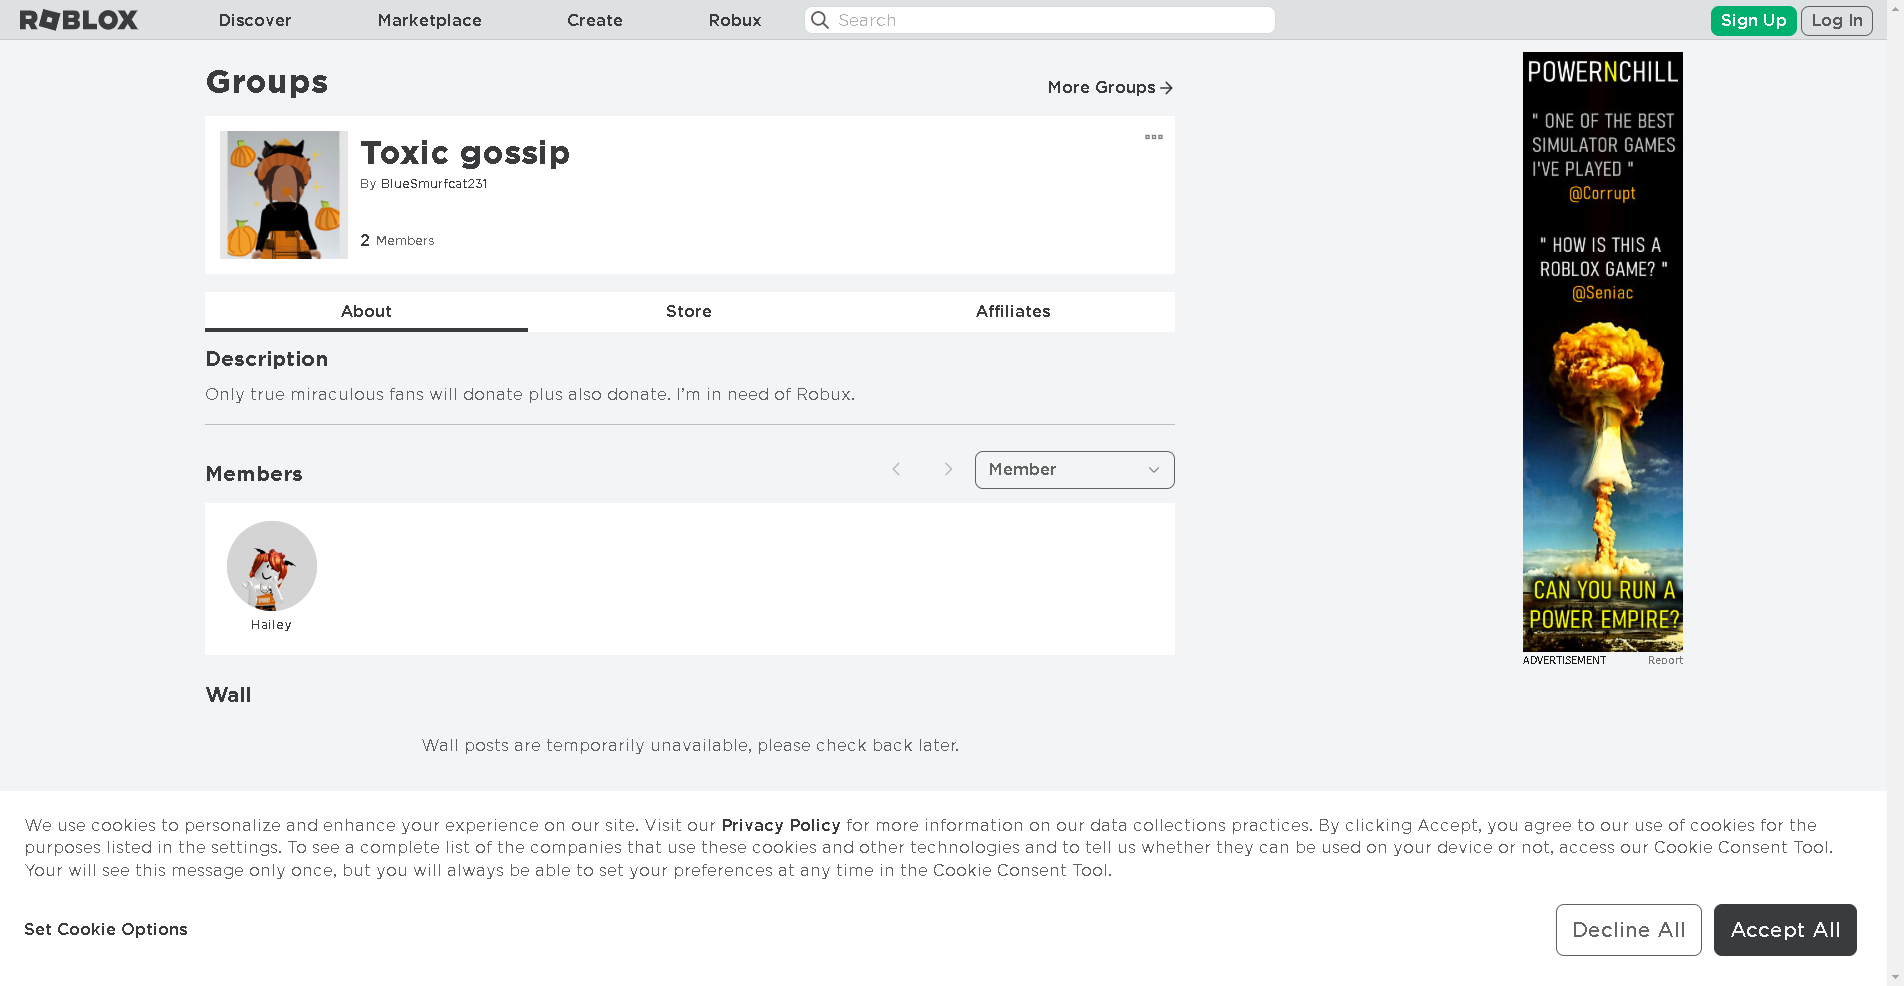 ROBLOX
Discover
Marketplace
Create
Robux
Search
Sign Up
Log In
Groups
More Groups
Toxic gossip
By BlueSmurfcat231
2 Members
About
Store
Affiliates
Description
Only true miraculous fans will donate plus also donate. I’m in need of Robux.
Members
Member
Hailey
Wall
Wall posts are temporarily unavailable, please check back later.
POWERNCHILL
" ONE OF THE BEST
SIMULATOR GAMES
I'VE PLAYED "
@Corrupt
" HOW IS THIS A
ROBLOX GAME? "
@Seniac
CAN YOU RUN A
POWER EMPIRE?
ADVERTISEMENT
Report
We use cookies to personalize and enhance your experience on our site. Visit our Privacy Policy for more information on our data collections practices. By clicking Accept, you agree to our use of cookies for the
purposes listed in the settings. To see a complete list of the companies that use these cookies and other technologies and to tell us whether they can be used on your device or not, access our Cookie Consent Tool.
Your will see this message only once, but you will always be able to set your preferences at any time in the Cookie Consent Tool.
Set Cookie Options
Decline All
Accept All